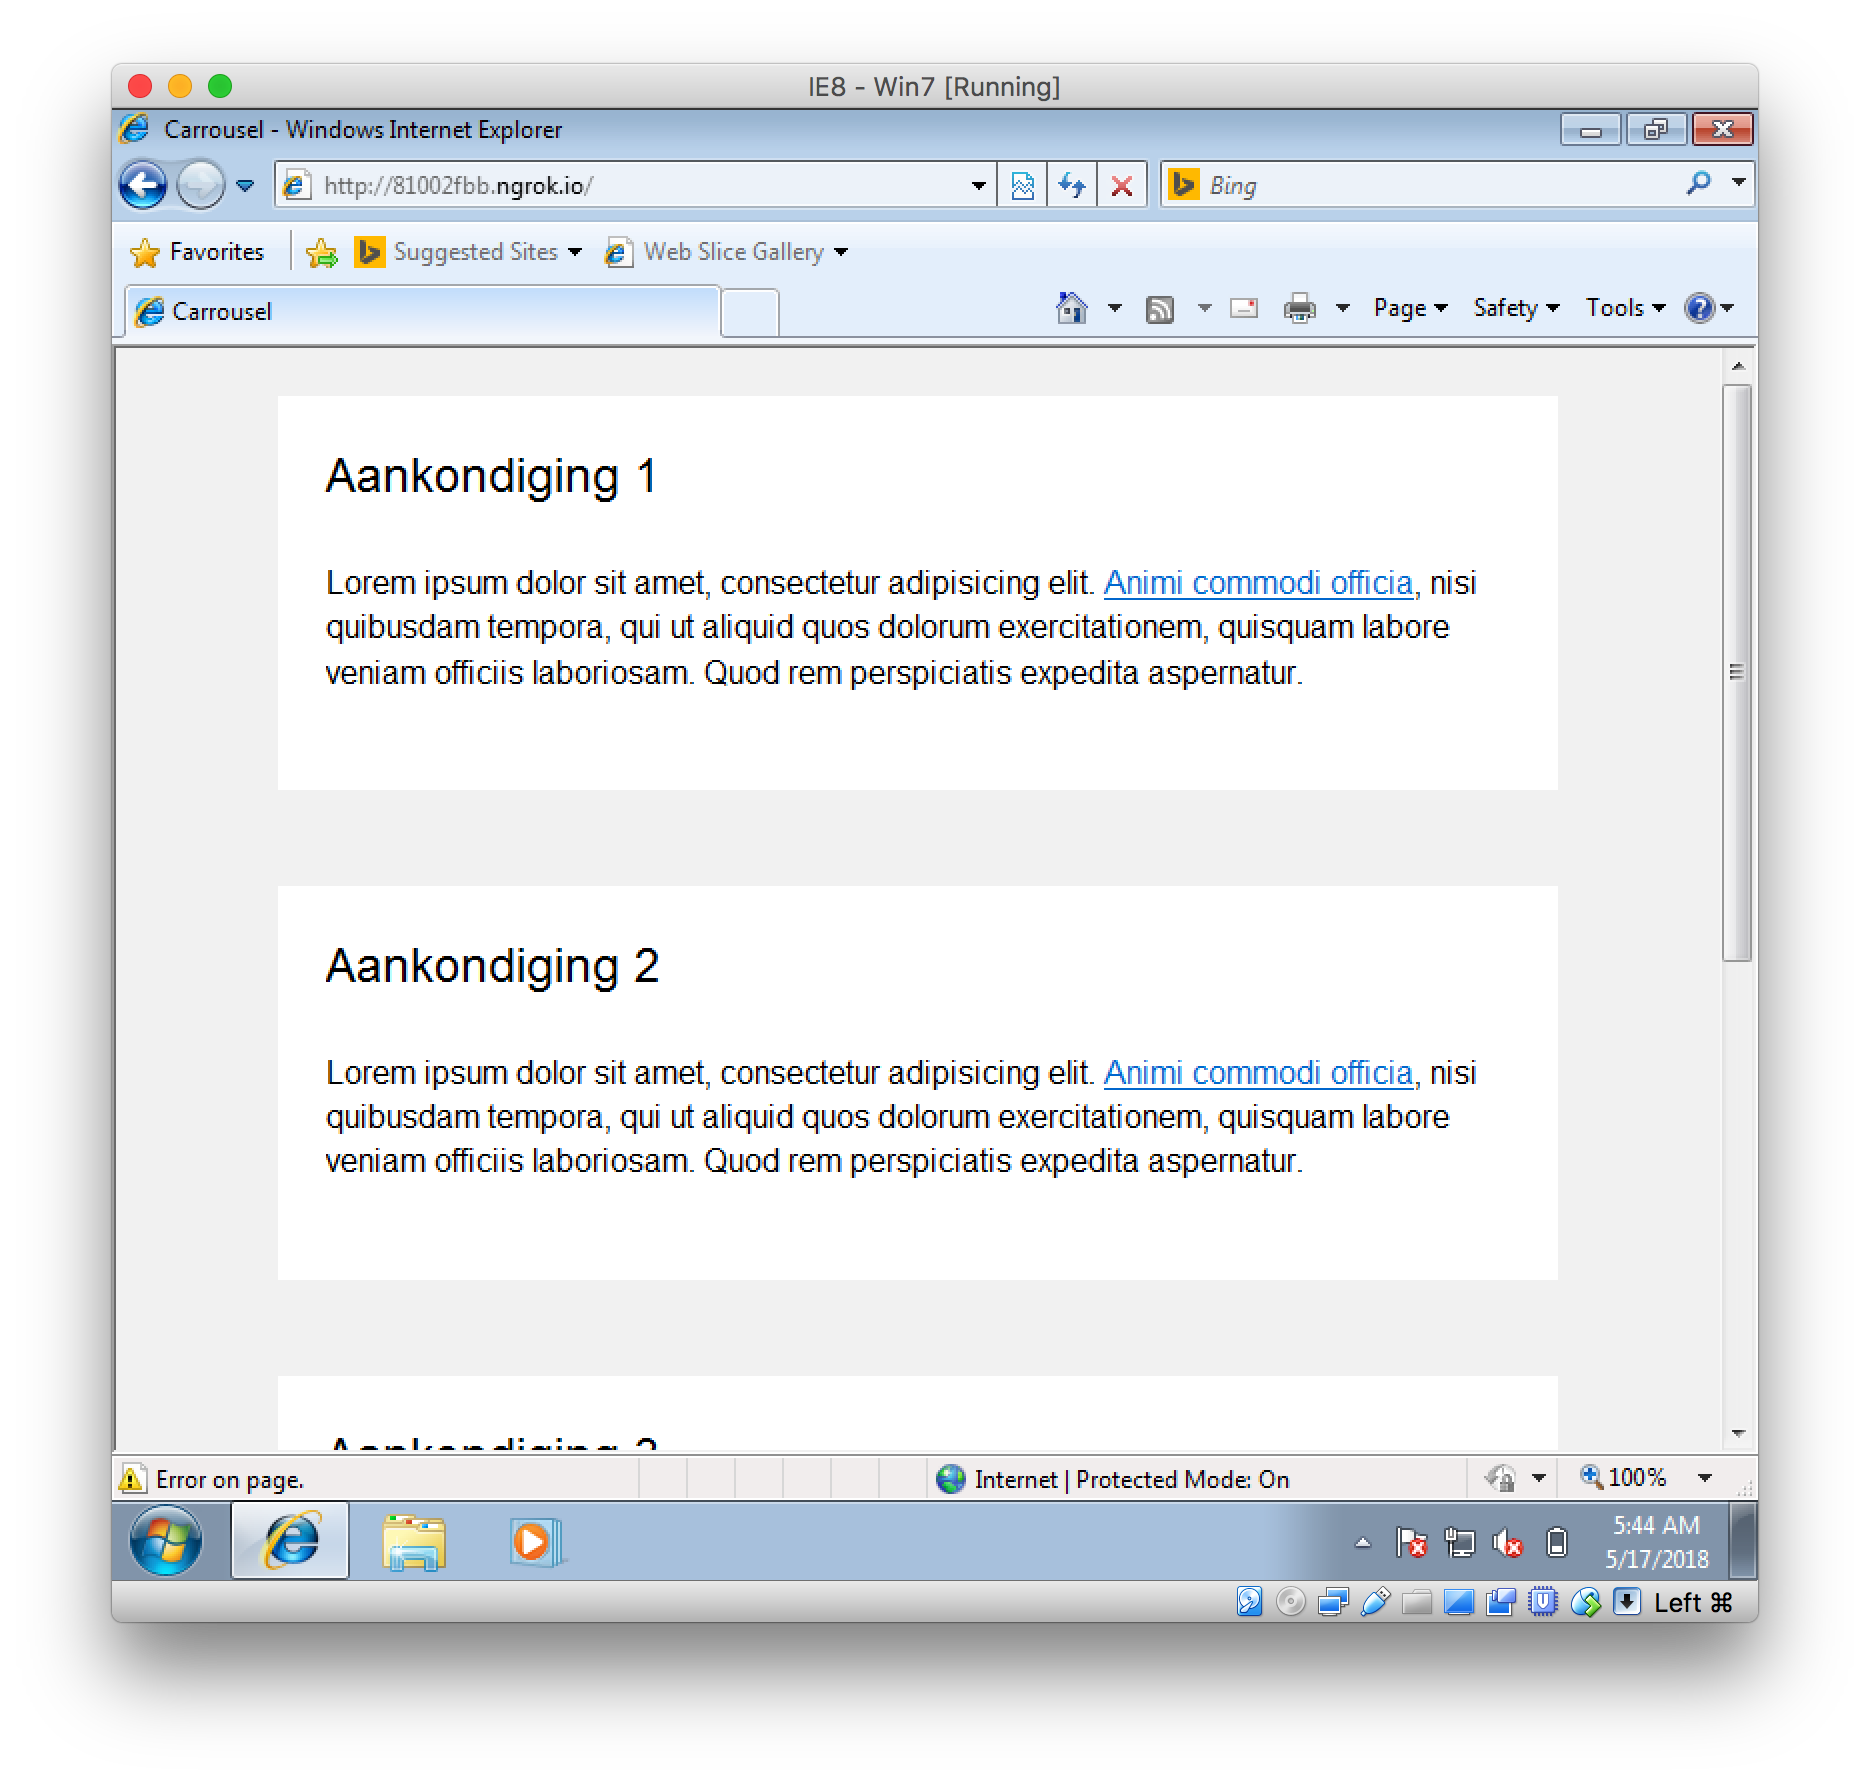 IE8 - Win7 [Running]
Carrousel - Windows Internet Explorer
http://81002fbb.ngrok.io/
Bing
Favorites
Suggested Sites
Web Slice Gallery
Carrousel
Page
Safety
Tools
Aankondiging 1
Lorem ipsum dolor sit amet, consectetur adipisicing elit. Animi commodi officia, nisi
quibusdam tempora, qui ut aliquid quos dolorum exercitationem, quisquam labore
veniam officiis laboriosam. Quod rem perspiciatis expedita aspernatur.
Aankondiging 2
Lorem ipsum dolor sit amet, consectetur adipisicing elit. Animi commodi officia, nisi
quibusdam tempora, qui ut aliquid quos dolorum exercitationem, quisquam labore
veniam officiis laboriosam. Quod rem perspiciatis expedita aspernatur.
Aankondiging 3
Error on page.
Internet | Protected Mode: On
100%
5:44 AM
5/17/2018
Left ⌘